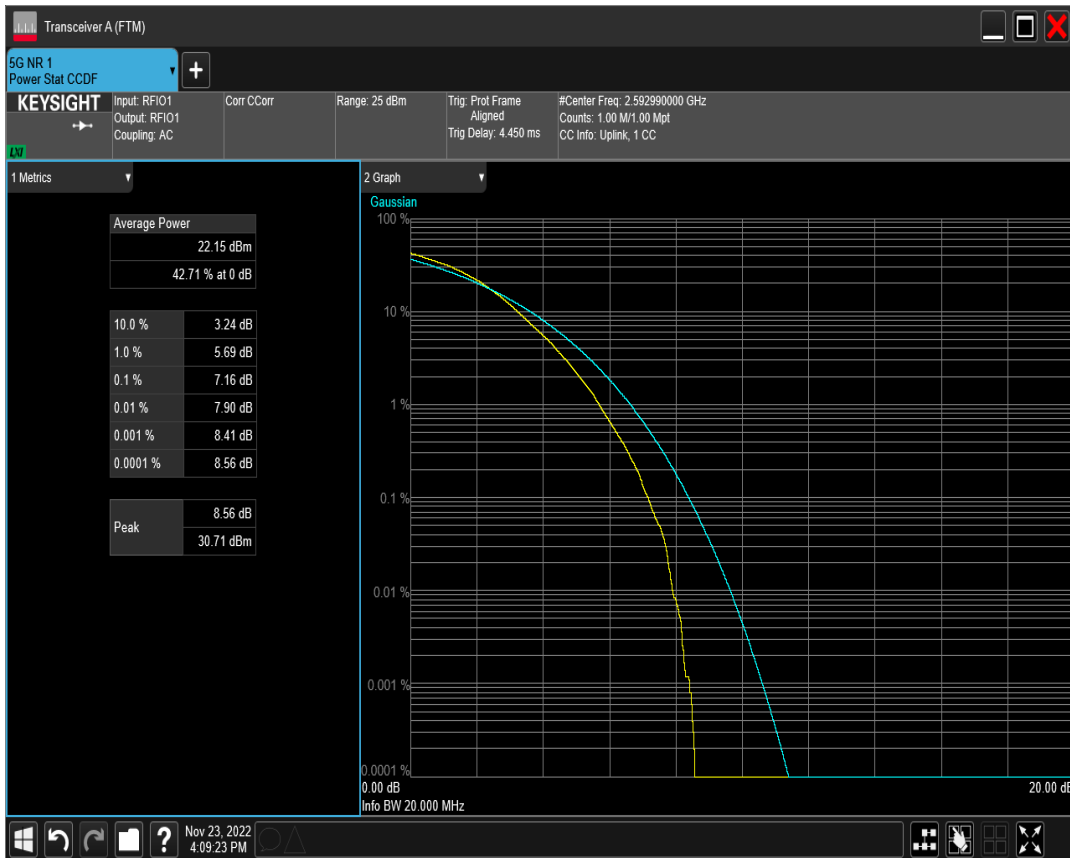 Transceiver A (FTM)
5G NR 1
Power Stat CCDF
+
KEYSIGHT
LXI
Input: RFIO1
Output: RFIO1
Coupling: AC
Corr CCorr
Range: 25 dBm
Trig: Prot Frame
Aligned
Trig Delay: 4.450 ms
#Center Freq: 2.592990000 GHz
Counts: 1.00 M/1.00 Mpt
CC Info: Uplink, 1 CC
1 Metrics
Average Power
22.15 dBm
42.71 % at 0 dB
10.0 % 3.24 dB
1.0 % 5.69 dB
0.1 % 7.16 dB
0.01 % 7.90 dB
0.001 % 8.41 dB
0.0001 % 8.56 dB
Peak 8.56 dB
30.71 dBm
2 Graph
Gaussian
100 %
10 %
1 %
0.1 %
0.01 %
0.001 %
0.0001 %
0.00 dB 20.00 dB
Info BW 20.000 MHz
?
Nov 23, 2022
4:09:23 PM